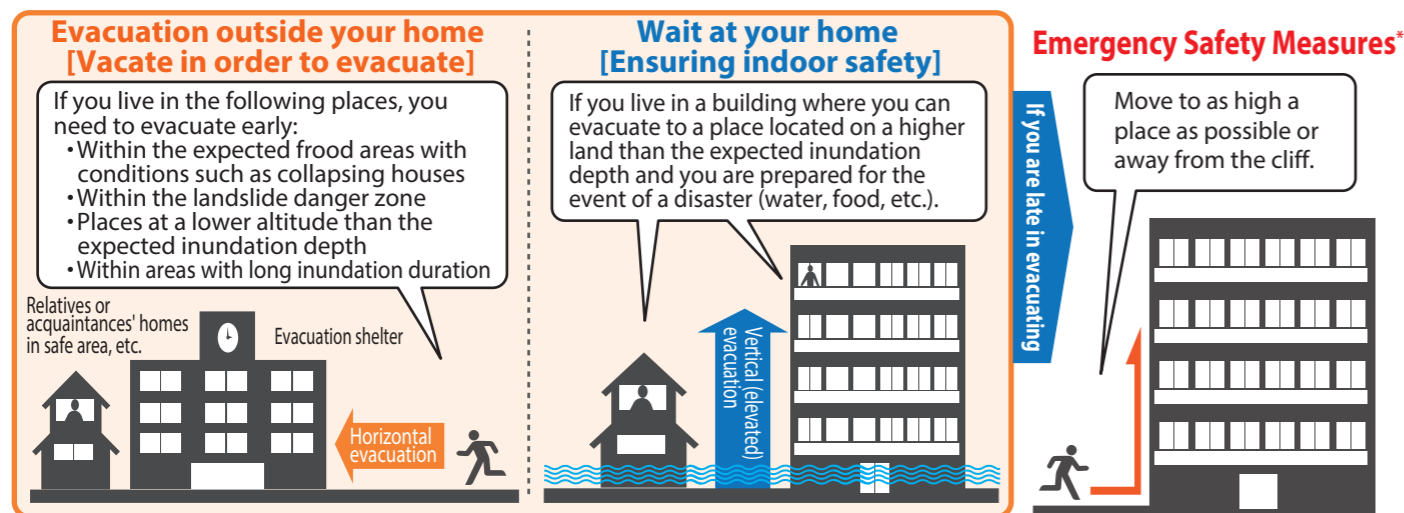 Evacuation outside your home
[Vacate in order to evacuate]
If you live in the following places, you
need to evacuate early:
・Within the expected frood areas with
conditions such as collapsing houses
・Within the landslide danger zone
・Places at a lower altitude than the
expected inundation depth
・Within areas with long inundation duration
Relatives or
acquaintances' homes
in safe area, etc.
Evacuation shelter
Horizontal
evacuation
Wait at your home
[Ensuring indoor safety]
If you live in a building where you can
evacuate to a place located on a higher
land than the expected inundation
depth and you are prepared for the
event of a disaster (water, food, etc.).
Vertical (elevated)
evacuation
If you are late in evacuating
Emergency Safety Measures*
Move to as high a
place as possible or
away from the cliff.